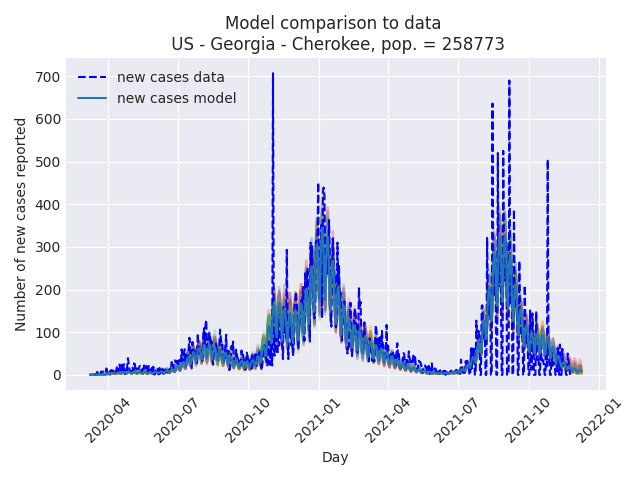 Model comparison to data
US - Georgia - Cherokee, pop. = 258773
new cases data
new cases model
Number of new cases reported
700
600
500
400
300
200
100
0
2020-04
2020-07
2020-10
2021-01
2021-04
2021-07
2021-10
2022-01
Day